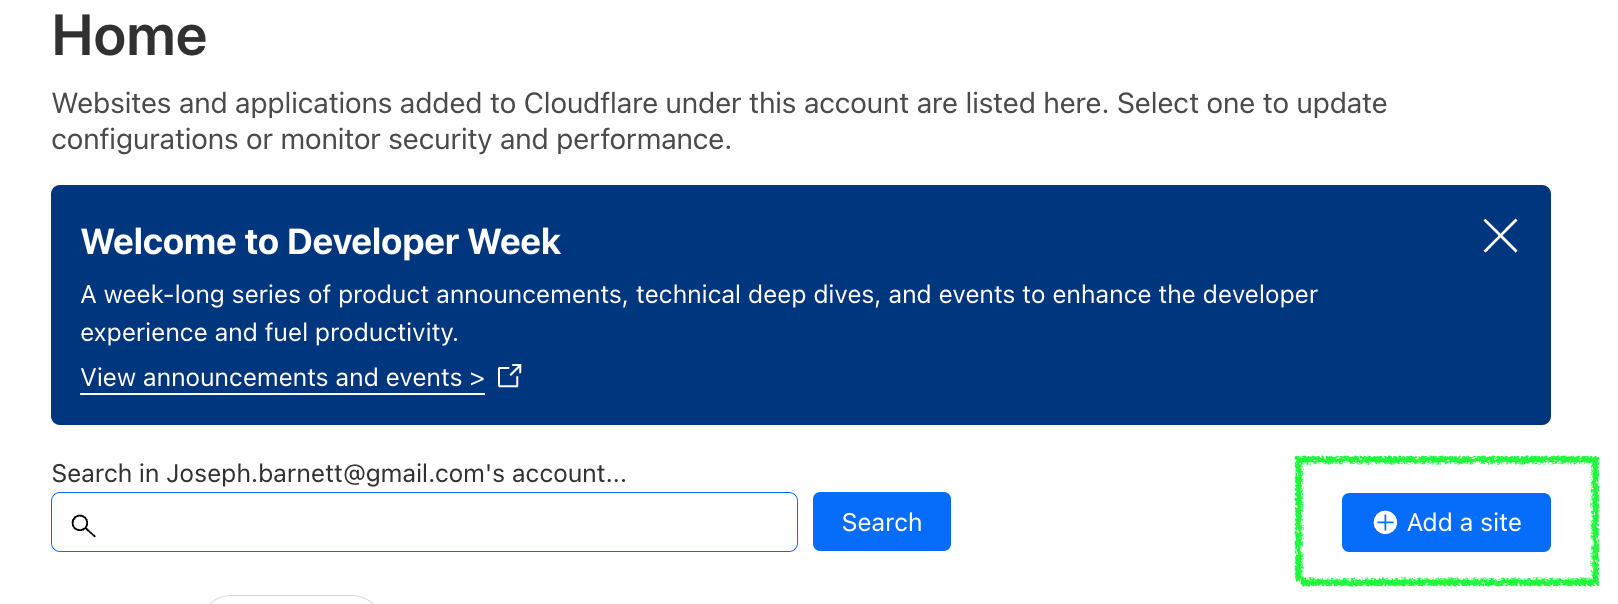 Home
Websites and applications added to Cloudflare under this account are listed here. Select one to update
configurations or monitor security and performance.
Welcome to Developer Week
A week-long series of product announcements, technical deep dives, and events to enhance the developer
experience and fuel productivity.
View announcements and events >
Search in Joseph.barnett@gmail.com's account...
Search
Add a site